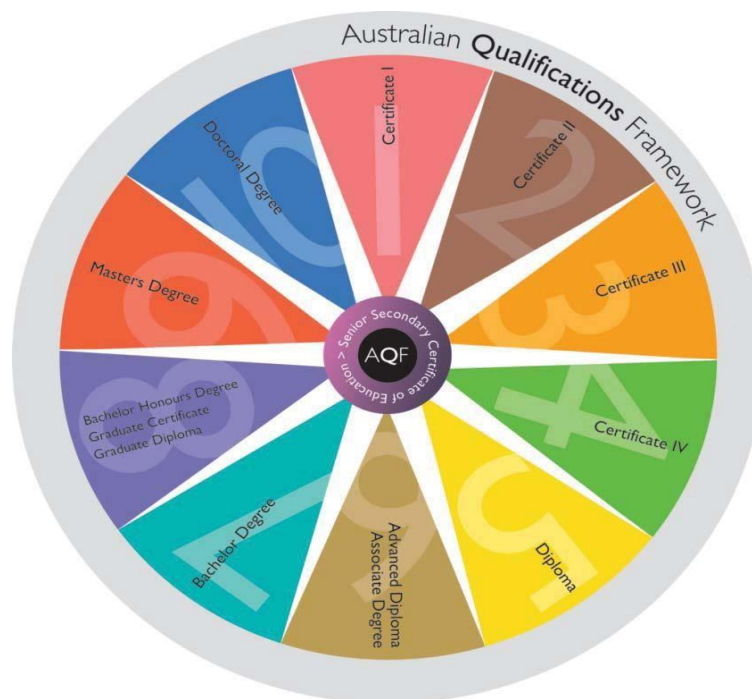 Australian Qualifications Framework
Certificate I
1
Certificate II
2
Certificate III
3
Certificate IV
4
Diploma
5
Advanced Diploma
Associate Degree
6
Bachelor Degree
7
Bachelor Honours Degree
Graduate Certificate
Graduate Diploma
8
Masters Degree
9
Doctoral Degree
10
Senior Secondary Certificate of Education >
AQF